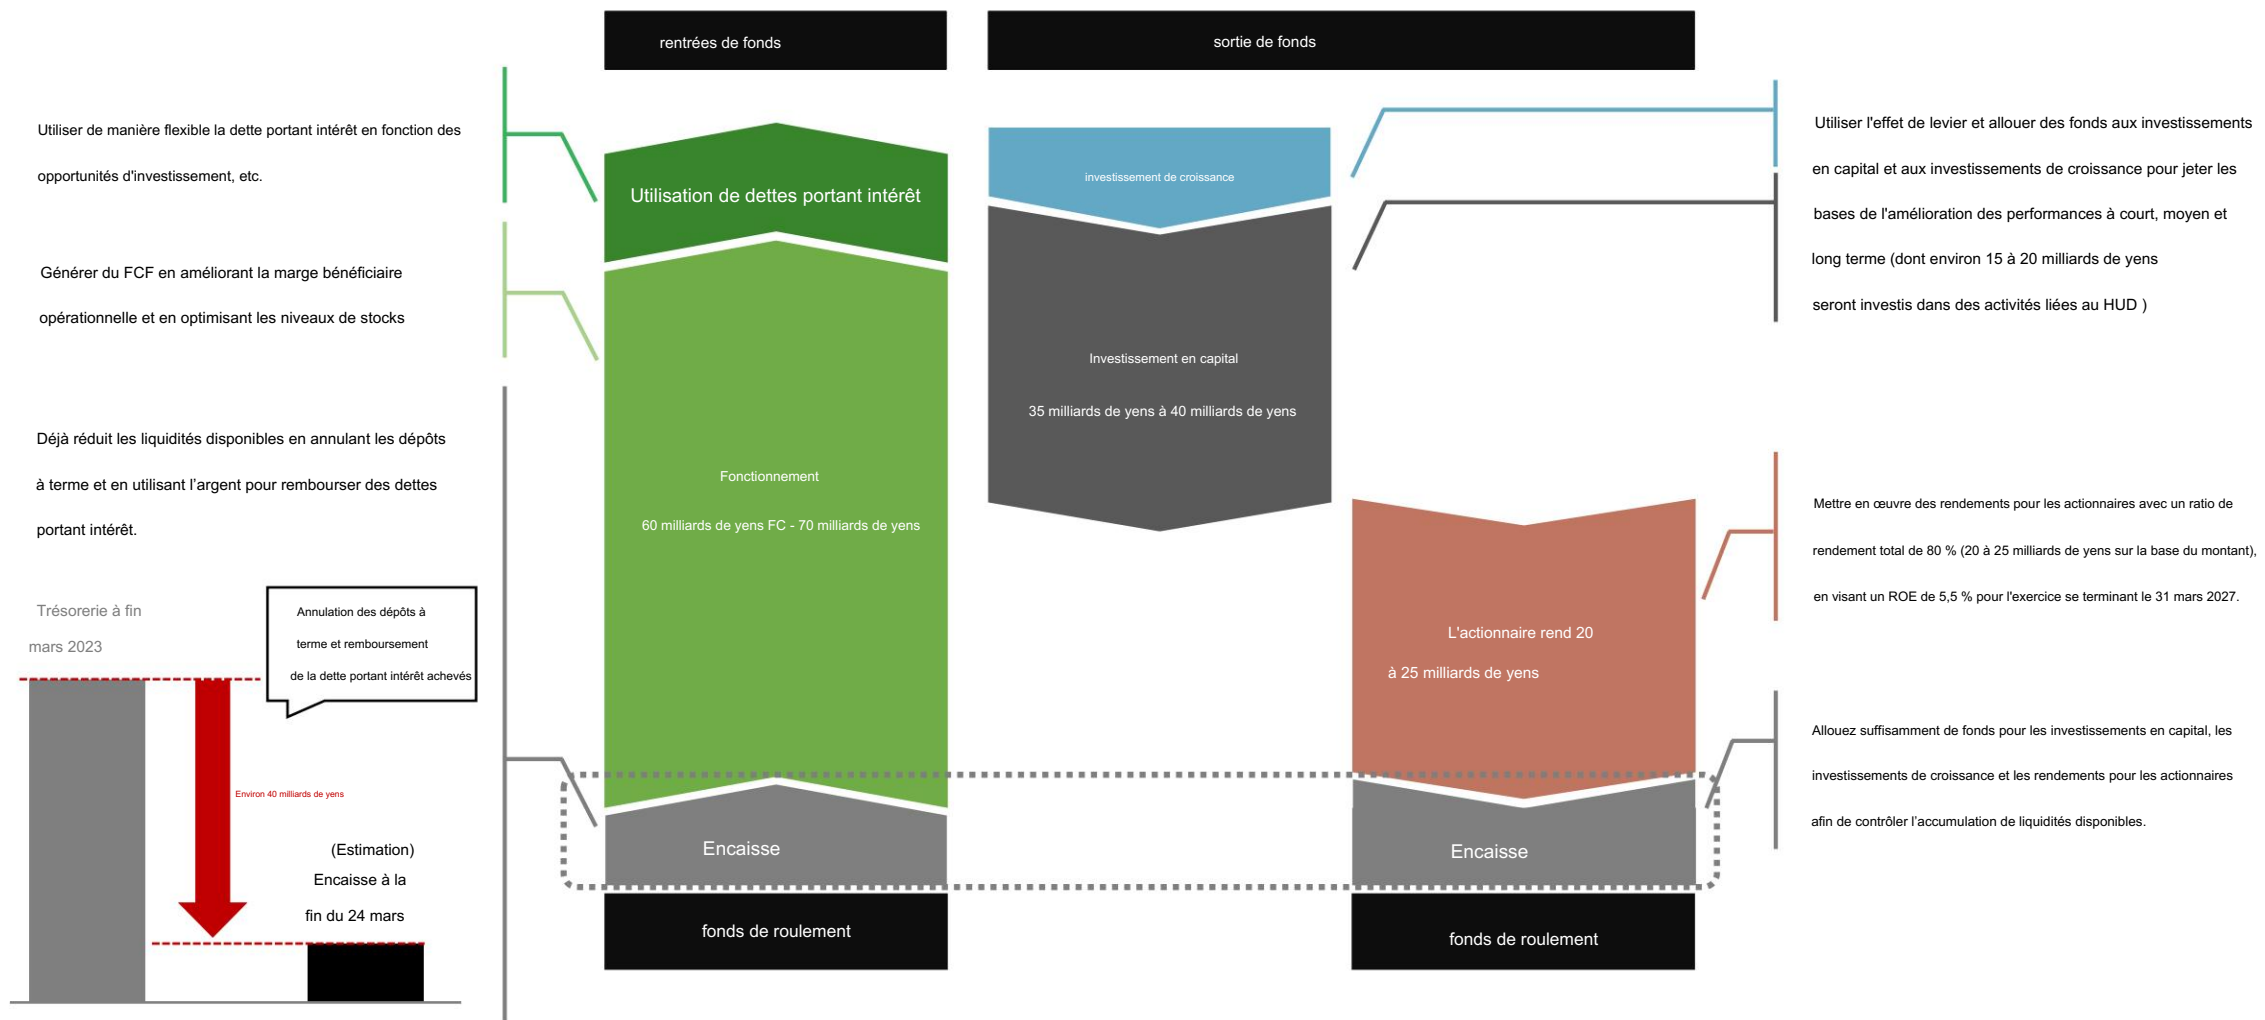 rentrées de fonds
sortie de fonds
Utiliser de manière flexible la dette portant intérêt en fonction des
opportunités d'investissement, etc.
Générer du FCF en améliorant la marge bénéficiaire
opérationnelle et en optimisant les niveaux de stocks
Déjà réduit les liquidités disponibles en annulant les dépôts
à terme et en utilisant l'argent pour rembourser des dettes
portant intérêt.
Trésorerie à fin
mars 2023
Annulation des dépôts à
terme et remboursement
de la dette portant intérêt achevés
Environ 40 milliards de yens
(Estimation)
Encaisse à la
fin du 24 mars
Utilisation de dettes portant intérêt
Fonctionnement
60 milliards de yens FC - 70 milliards de yens
Encaisse
fonds de roulement
investissement de croissance
Investissement en capital
35 milliards de yens à 40 milliards de yens
L'actionnaire rend 20
à 25 milliards de yens
Encaisse
fonds de roulement
Utiliser l'effet de levier et allouer des fonds aux investissements
en capital et aux investissements de croissance pour jeter les
bases de l'amélioration des performances à court, moyen et
long terme (dont environ 15 à 20 milliards de yens
seront investis dans des activités liées au HUD )
Mettre en œuvre des rendements pour les actionnaires avec un ratio de
rendement total de 80 % (20 à 25 milliards de yens sur la base du montant),
en visant un ROE de 5,5 % pour l'exercice se terminant le 31 mars 2027.
Allouez suffisamment de fonds pour les investissements en capital, les
investissements de croissance et les rendements pour les actionnaires
afin de contrôler l'accumulation de liquidités disponibles.